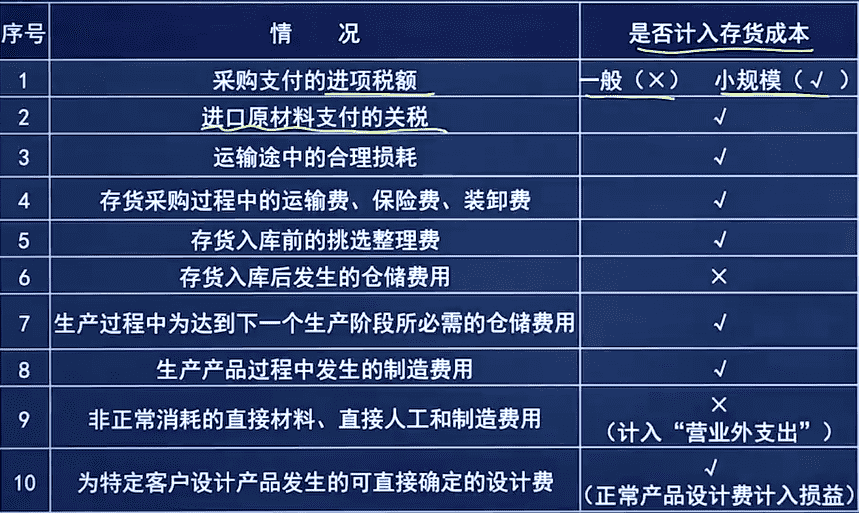 序号 情 况 是否计入存货成本
1 采购支付的进项税额 一般（×） 小规模（√ ）
2 进口原材料支付的关税 √
3 运输途中的合理损耗 √
4 存货采购过程中的运输费、保险费、装卸费 √
5 存货入库前的挑选整理费 √
6 存货入库后发生的仓储费用 ×
7 生产过程中为达到下一个生产阶段所必需的仓储费用 √
8 生产产品过程中发生的制造费用 √
9 非正常消耗的直接材料、直接人工和制造费用 ×
（计入“营业外支出”）
10 为特定客户设计产品发生的可直接确定的设计费 √
（正常产品设计费计入损益）